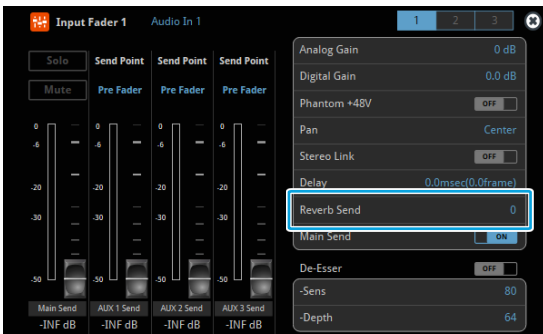 Input Fader 1 Audio In 1 1 2 3
Solo Send Point Send Point Send Point
Mute Pre Fader Pre Fader Pre Fader
0 0 0 0
-6 -6 -6 -6
-20 -20 -20 -20
-30 -30 -30 -30
-50 -50 -50 -50
Main Send AUX 1 Send AUX 2 Send AUX 3 Send
-INF dB -INF dB -INF dB -INF dB
Analog Gain 0 dB
Digital Gain 0.0 dB
Phantom +48V OFF
Pan Center
Stereo Link OFF
Delay 0.0msec(0.0frame)
Reverb Send 0
Main Send ON
De-Esser OFF
-Sens 80
-Depth 64